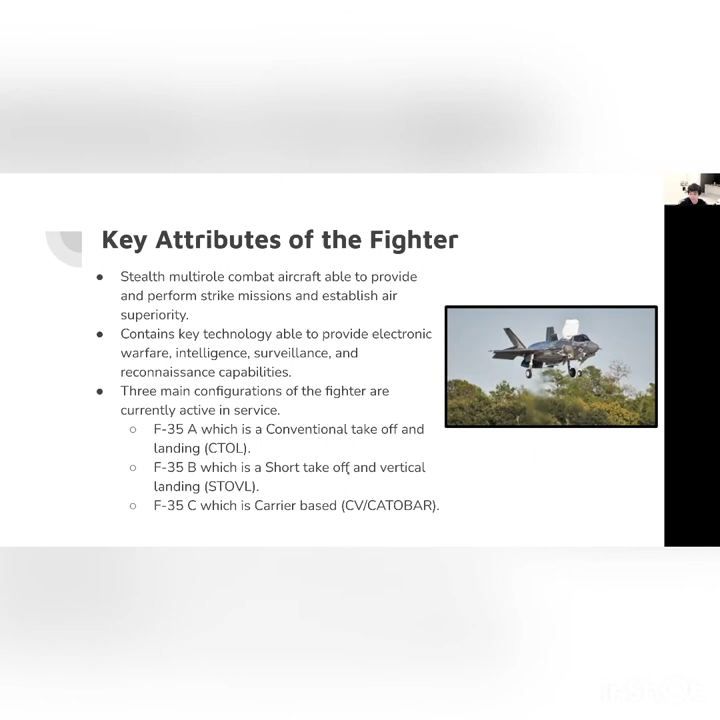 Key Attributes of the Fighter
● Stealth multirole combat aircraft able to provide
and perform strike missions and establish air
superiority.
● Contains key technology able to provide electronic
warfare, intelligence, surveillance, and
reconnaissance capabilities.
● Three main configurations of the fighter are
currently active in service.
○ F-35 A which is a Conventional take off and
landing (CTOL).
○ F-35 B which is a Short take off and vertical
landing (STOVL).
○ F-35 C which is Carrier based (CV/CATOBAR).